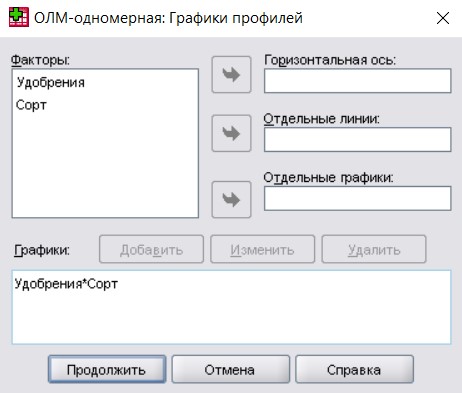 ОЛМ-одномерная: Графики профилей
Факторы:
Удобрения
Сорт
Горизонтальная ось:
Отдельные линии:
Отдельные графики:
Графики:
Добавить
Изменить
Удалить
Удобрения*Сорт
Продолжить
Отмена
Справка